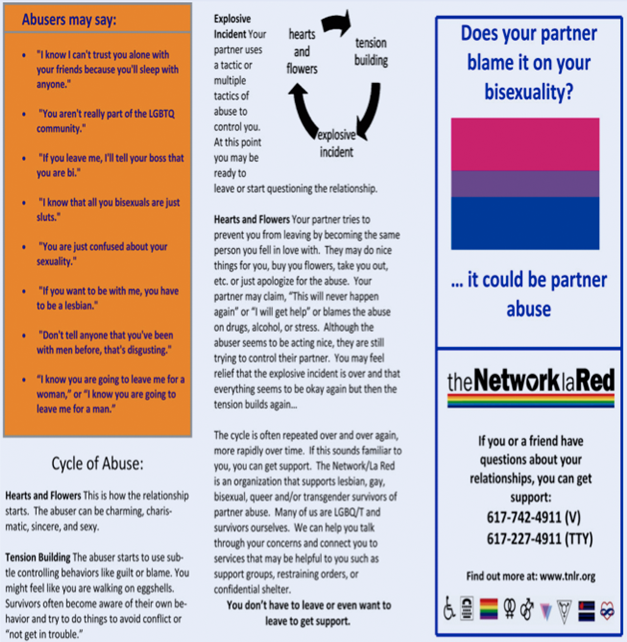 Abusers may say:
"I know I can't trust you alone with
your friends because you'll sleep with
anyone."
"You aren't really part of the LGBTQ
community."
"If you leave me, I'll tell your boss that
you are bi."
"I know that all you bisexuals are just
sluts."
"You are just confused about your
sexuality."
"If you want to be with me, you have
to be a lesbian."
"Don't tell anyone that you've been
with men before, that's disgusting."
"I know you are going to leave me for a
woman," or "I know you are going to
leave me for a man."
Cycle of Abuse:
Hearts and Flowers This is how the relationship
starts. The abuser can be charming, charis-
matic, sincere, and sexy.
Tension Building The abuser starts to use sub-
tle controlling behaviors like guilt or blame. You
might feel like you are walking on eggshells.
Survivors often become aware of their own be-
havior and try to do things to avoid conflict or
"not get in trouble."
Explosive
Incident Your
partner uses
a tactic or
multiple
tactics of
abuse to
control you.
At this point
you may be
ready to
leave or start questioning the relationship.
hearts
and
flowers
tension
building
explosive
incident
Hearts and Flowers Your partner tries to
prevent you from leaving by becoming the same
person you fell in love with. They may do nice
things for you, buy you flowers, take you out,
etc. or just apologize for the abuse. Your
partner may claim, "This will never happen
again" or "I will get help" or blames the abuse
on drugs, alcohol, or stress. Although the
abuser seems to be acting nice, they are still
trying to control their partner. You may feel
relief that the explosive incident is over and that
everything seems to be okay again but then the
tension builds again...
The cycle is often repeated over and over again,
more rapidly over time. If this sounds familiar to
you, you can get support. The Network/La Red
is an organization that supports lesbian, gay,
bisexual, queer and/or transgender survivors of
partner abuse. Many of us are LGBQ/T and
survivors ourselves. We can help you talk
through your concerns and connect you to
services that may be helpful to you such as
support groups, restraining orders, or
confidential shelter.
You don't have to leave or even want to
leave to get support.
Does your partner
blame it on your
bisexuality?
... it could be partner
abuse
theNetworklaRed
If you or a friend have
questions about your
relationships, you can get
support:
617-742-4911 (V)
617-227-4911 (TTY)
Find out more at: www.tnlr.org